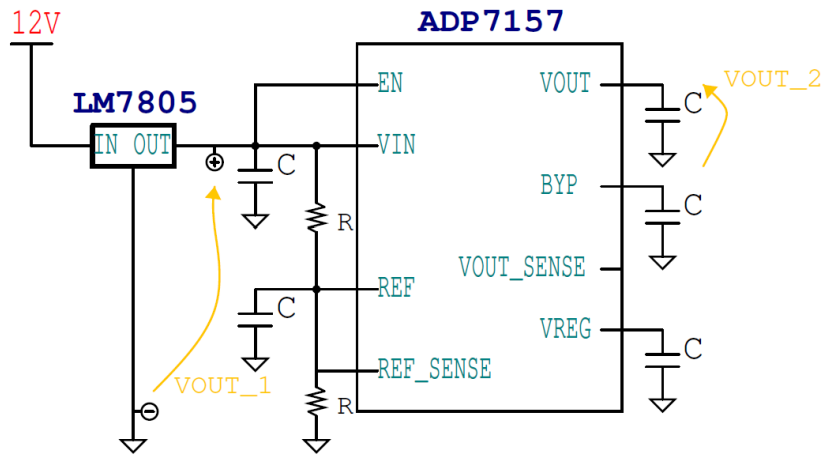 12V
ADP7157
LM7805
IN OUT
EN
VOUT
C
VOUT_2
VIN
C
BYP
C
R
VOUT_SENSE
REF
C
VREG
C
REF_SENSE
VOUT_1
R